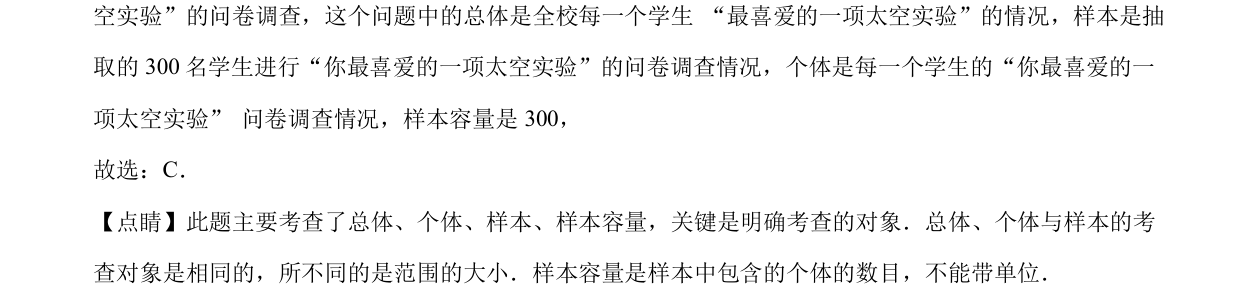 空实验”的问卷调查，这个问题中的总体是全校每一个学生 “最喜爱的一项太空实验”的情况，样本是抽
取的 300 名学生进行“你最喜爱的一项太空实验”的问卷调查情况，个体是每一个学生的“你最喜爱的一
项太空实验” 问卷调查情况，样本容量是 300，
故选：C．
【点睛】此题主要考查了总体、个体、样本、样本容量，关键是明确考查的对象．总体、个体与样本的考
查对象是相同的，所不同的是范围的大小．样本容量是样本中包含的个体的数目，不能带单位．